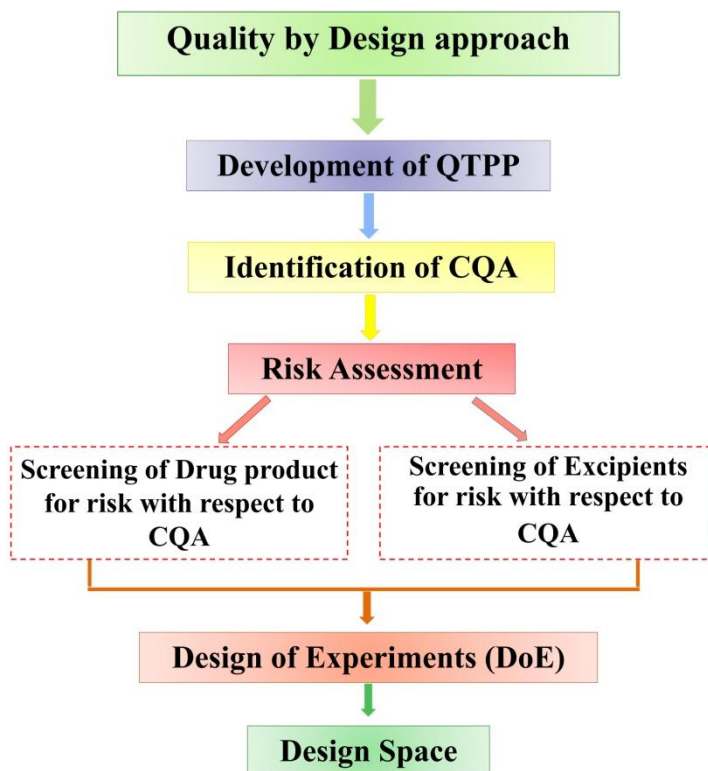 Quality by Design approach
Development of QTPP
Identification of CQA
Risk Assessment
Screening of Drug product
for risk with respect to
CQA
Screening of Excipients
for risk with respect to
CQA
Design of Experiments (DoE)
Design Space